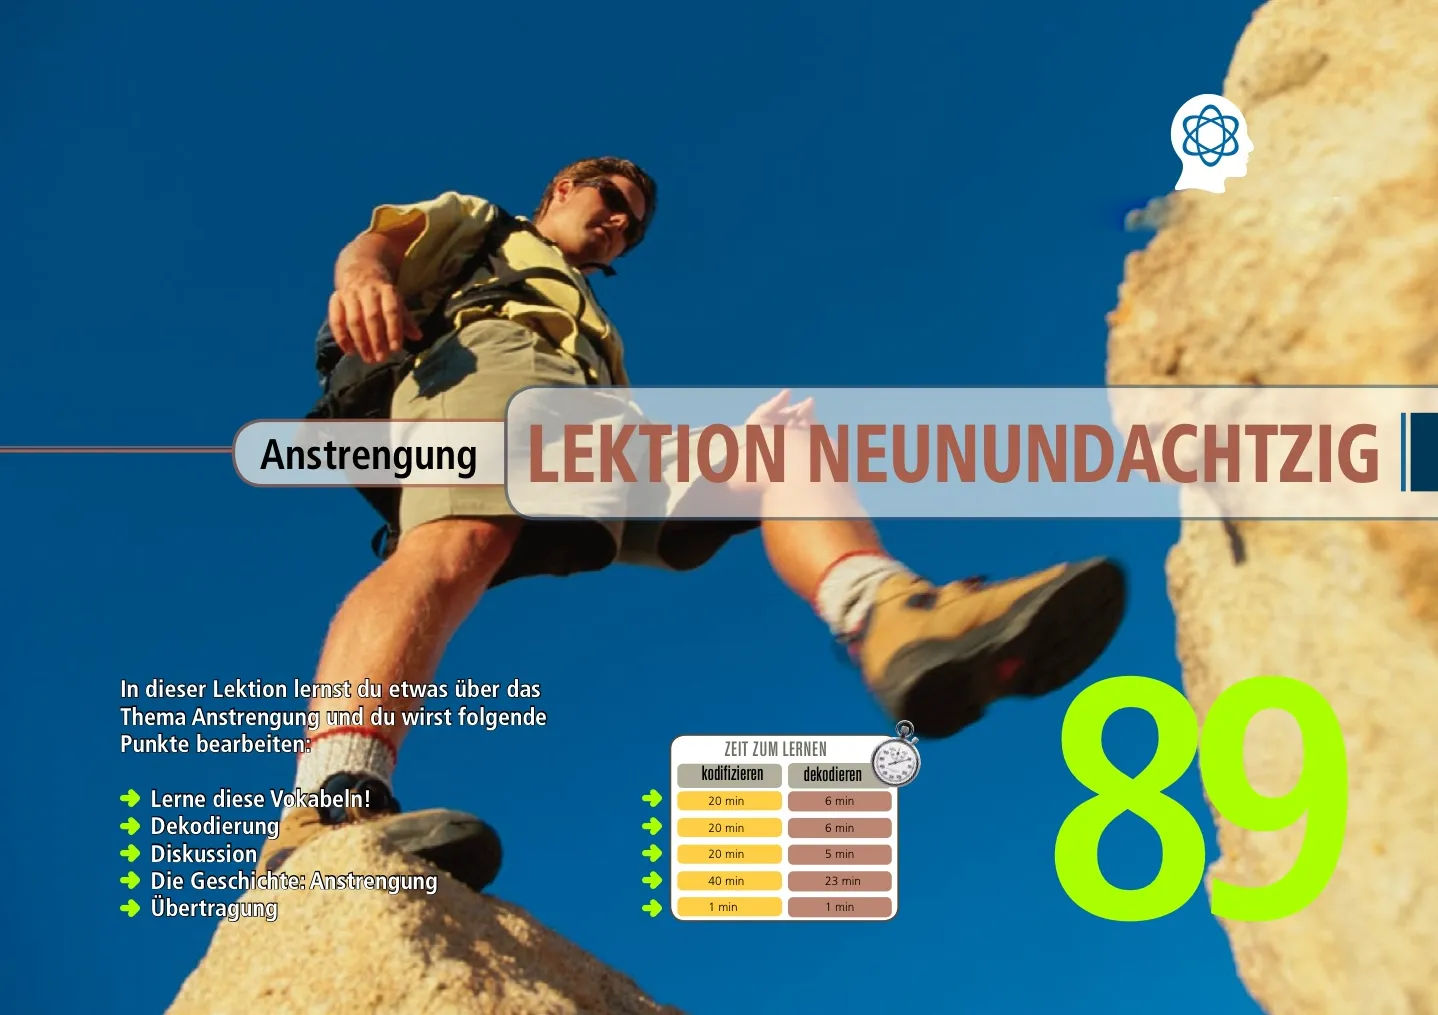 Anstrengung
LEKTION NEUNUNDACHTZIG
In dieser Lektion lernst du etwas über das
Thema Anstrengung und du wirst folgende
Punkte bearbeiten:
Lerne diese Vokabeln!
Dekodierung
Diskussion
Die Geschichte: Anstrengung
Übertragung
ZEIT ZUM LERNEN
kodifizieren dekodieren
20 min 6 min
20 min 6 min
20 min 5 min
40 min 23 min
1 min 1 min
89